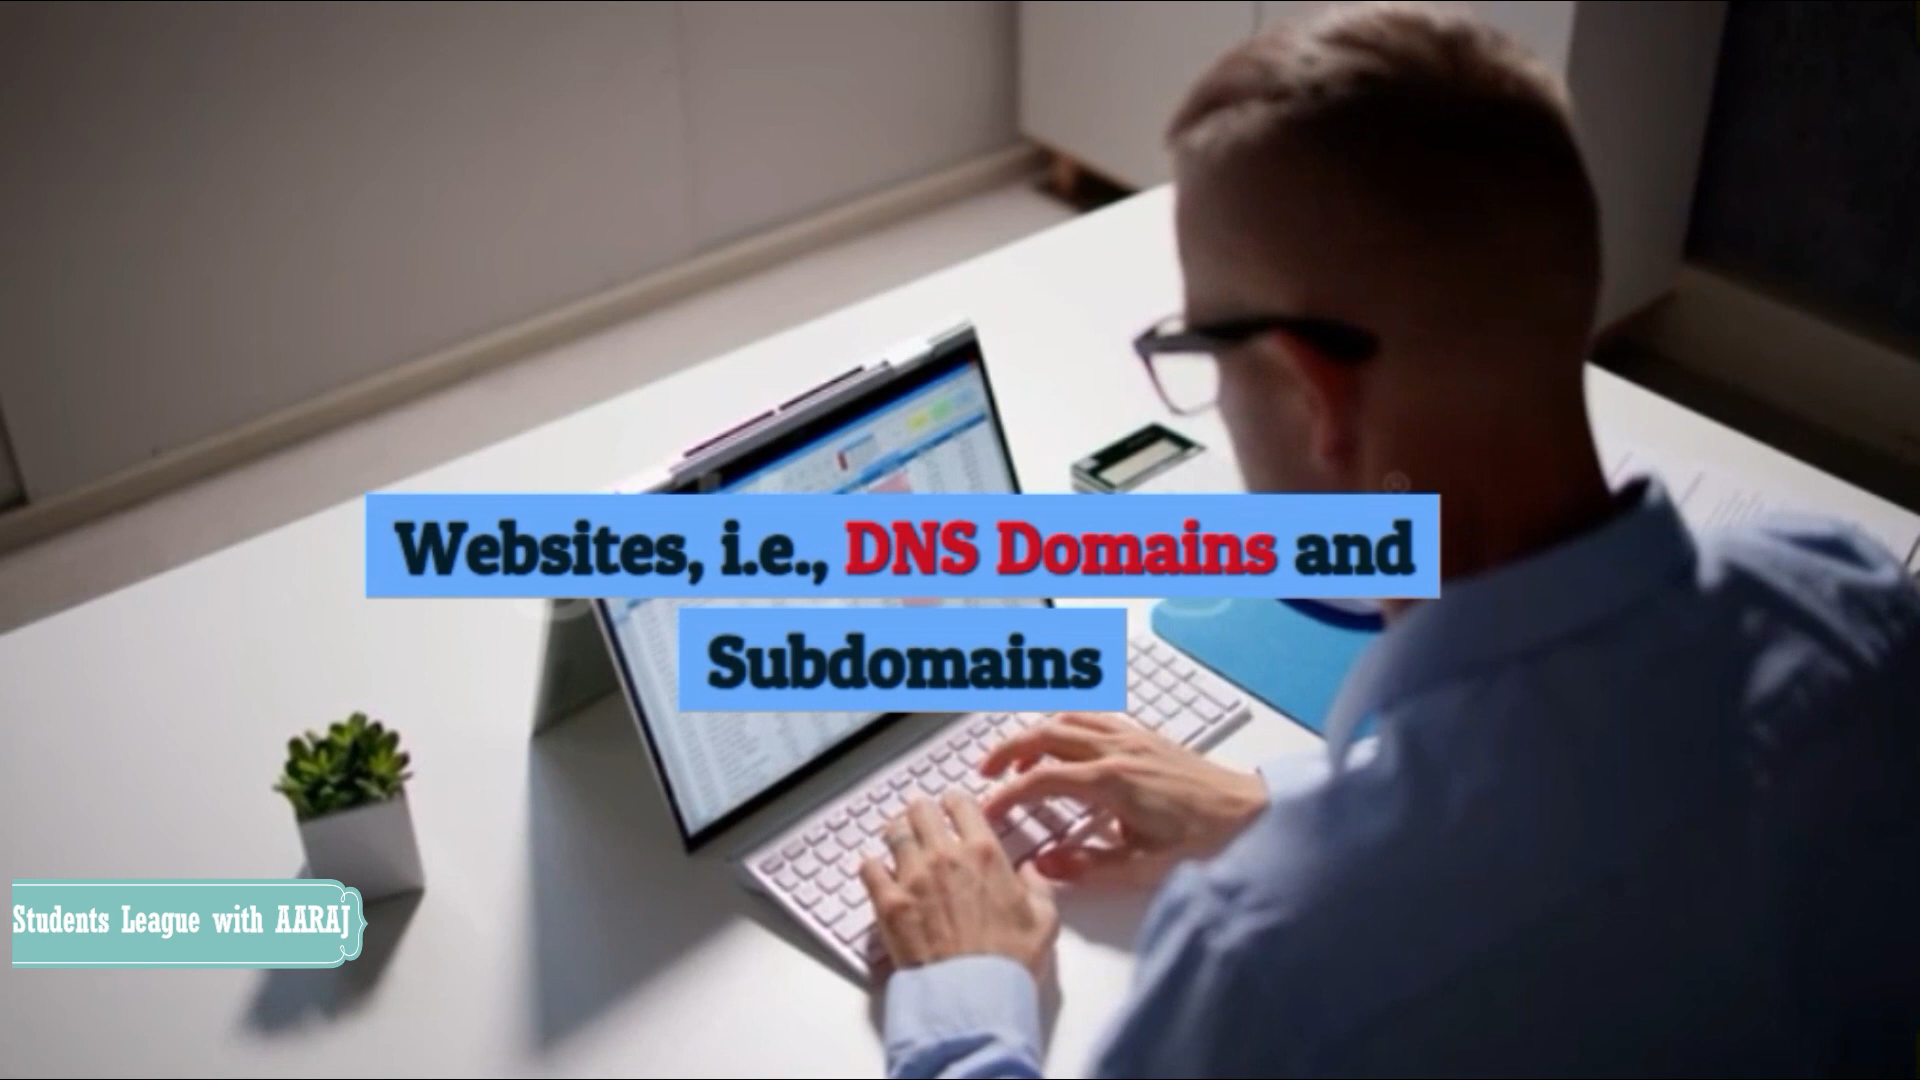 Websites, i.e., DNS Domains and
Subdomains
Students League with AARAJ